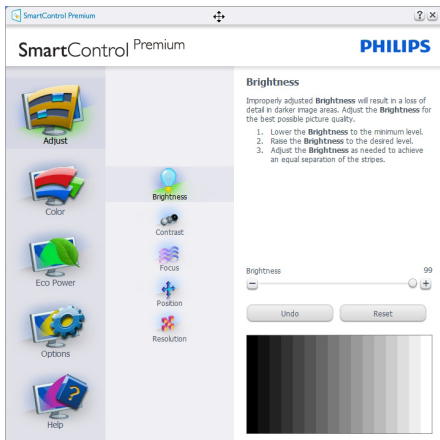 SmartControl Premium
SmartControl Premium
PHILIPS
Adjust
Color
Eco Power
Options
Help
Brightness
Contrast
Focus
Position
Resolution
Brightness
Improperly adjusted Brightness will result in a loss of
detail in darker image areas. Adjust the Brightness for
the best possible picture quality.
1. Lower the Brightness to the minimum level.
2. Raise the Brightness to the desired level.
3. Adjust the Brightness as needed to achieve
an equal separation of the stripes.
Brightness 99
Undo Reset